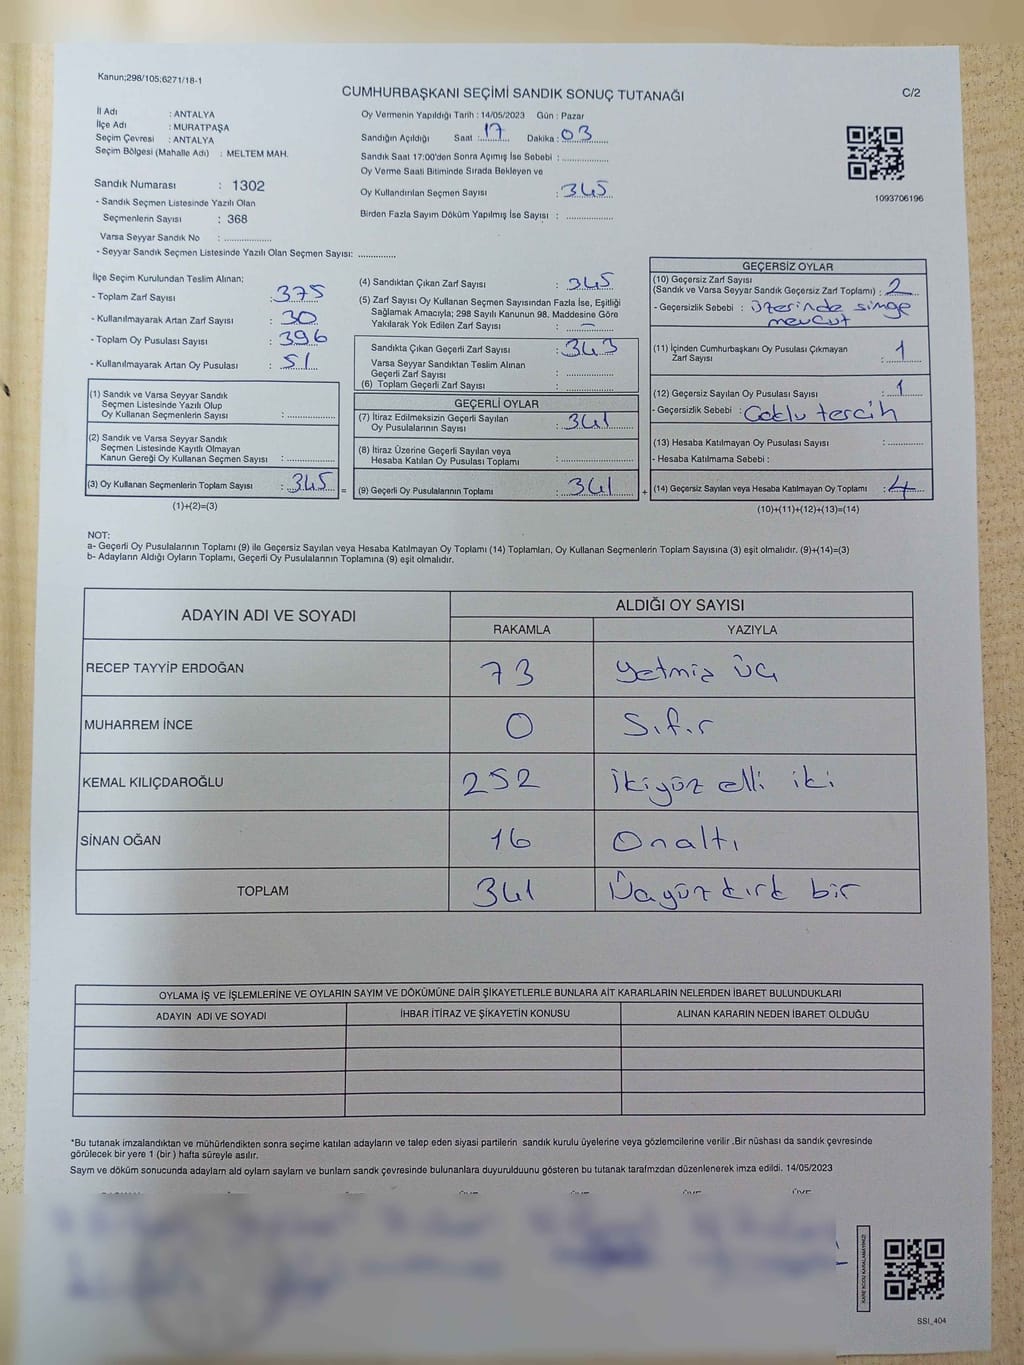 Kanun;298/105;6271/18-1
CUMHURBAŞKANI SEÇİMİ SANDIK SONUÇ TUTANAĞI
C/2
İl Adı : ANTALYA
İlçe Adı : MURATPAŞA
Seçim Çevresi : ANTALYA
Seçim Bölgesi (Mahalle Adı) : MELTEM MAH.
Sandık Numarası : 1302
- Sandık Seçmen Listesinde Yazılı Olan
Seçmenlerin Sayısı : 368
Varsa Seyyar Sandık No : ..............
- Seyyar Sandık Seçmen Listesinde Yazılı Olan Seçmen Sayısı: ............
Oy Vermenin Yapıldığı Tarih : 14/05/2023 Gün : Pazar
Sandığın Açıldığı Saat : 17 Dakika : 03
Sandık Saat 17:00'den Sonra Açımış İse Sebebi : ..............
Oy Verme Saati Bitiminde Sırada Bekleyen ve
Oy Kullandırılan Seçmen Sayısı : 345
Birden Fazla Sayım Döküm Yapılmış İse Sayısı : ..............
1093706196
İlçe Seçim Kurulundan Teslim Alınan:
- Toplam Zarf Sayısı : 375
- Kullanılmayarak Artan Zarf Sayısı : 30
- Toplam Oy Pusulası Sayısı : 396
- Kullanılmayarak Artan Oy Pusulası : 51
(1) Sandık ve Varsa Seyyar Sandık
Seçmen Listesinde Yazılı Olup
Oy Kullanan Seçmenlerin Sayısı : ..............
(2) Sandık ve Varsa Seyyar Sandık
Seçmen Listesinde Kayıtlı Olmayan
Kanun Gereği Oy Kullanan Seçmen Sayısı : ..............
(3) Oy Kullanan Seçmenlerin Toplam Sayısı : 345 =
(1)+(2)=(3)
(4) Sandıktan Çıkan Zarf Sayısı : 345
(5) Zarf Sayısı Oy Kullanan Seçmen Sayısından Fazla İse, Eşitliği
Sağlamak Amacıyla; 298 Sayılı Kanunun 98. Maddesine Göre
Yakılarak Yok Edilen Zarf Sayısı : –
Sandıkta Çıkan Geçerli Zarf Sayısı : 343
Varsa Seyyar Sandıktan Teslim Alınan
Geçerli Zarf Sayısı : ..............
(6) Toplam Geçerli Zarf Sayısı : ..............
GEÇERLİ OYLAR
(7) İtiraz Edilmeksizin Geçerli Sayılan
Oy Pusulalarının Sayısı : 341
(8) İtiraz Üzerine Geçerli Sayılan veya
Hesaba Katılan Oy Pusulası Toplamı : ..............
(9) Geçerli Oy Pusulalarının Toplamı : 341 +
GEÇERSİZ OYLAR
(10) Geçersiz Zarf Sayısı
(Sandık ve Varsa Seyyar Sandık Geçersiz Zarf Toplamı) : 2
- Geçersizlik Sebebi : Üzerinde simge
mevcut
(11) İçinden Cumhurbaşkanı Oy Pusulası Çıkmayan
Zarf Sayısı : 1
(12) Geçersiz Sayılan Oy Pusulası Sayısı : 1
- Geçersizlik Sebebi : Çoklu tercih
(13) Hesaba Katılmayan Oy Pusulası Sayısı : ..............
- Hesaba Katılmama Sebebi :
(14) Geçersiz Sayılan veya Hesaba Katılmayan Oy Toplamı : 4
(10)+(11)+(12)+(13)=(14)
NOT:
a- Geçerli Oy Pusulalarının Toplamı (9) ile Geçersiz Sayılan veya Hesaba Katılmayan Oy Toplamı (14) Toplamları, Oy Kullanan Seçmenlerin Toplam Sayısına (3) eşit olmalıdır. (9)+(14)=(3)
b- Adayların Aldığı Oyların Toplamı, Geçerli Oy Pusulalarının Toplamına (9) eşit olmalıdır.
ADAYIN ADI VE SOYADI
ALDIĞI OY SAYISI
RAKAMLA YAZIYLA
RECEP TAYYİP ERDOĞAN 73 Yetmiş üç
MUHARREM İNCE 0 Sıfır
KEMAL KILIÇDAROĞLU 252 İkiyüz elli iki
SİNAN OĞAN 16 Onaltı
TOPLAM 341 Üçyüz kırk bir
OYLAMA İŞ VE İŞLEMLERİNE VE OYLARIN SAYIM VE DÖKÜMÜNE DAİR ŞİKAYETLERLE BUNLARA AİT KARARLARIN NELERDEN İBARET BULUNDUKLARI
ADAYIN ADI VE SOYADI İHBAR İTİRAZ VE ŞİKAYETİN KONUSU ALINAN KARARIN NEDEN İBARET OLDUĞU
*Bu tutanak imzalandıktan ve mühürlendikten sonra seçime katılan adayların ve talep eden siyasi partilerin sandık kurulu üyelerine veya gözlemcilerine verilir .Bir nüshası da sandık çevresinde
görülecek bir yere 1 (bir ) hafta süreyle asılır.
Saym ve döküm sonucunda adaylam ald oylarn saylam ve bunlarn sandk çevresinde bulunanlara duyurulduunu gösteren bu tutanak tarafmzdan düzenlenerek imza edildi. 14/05/2023
KARE KODU KARALAMAYINIZ!
SSI_404